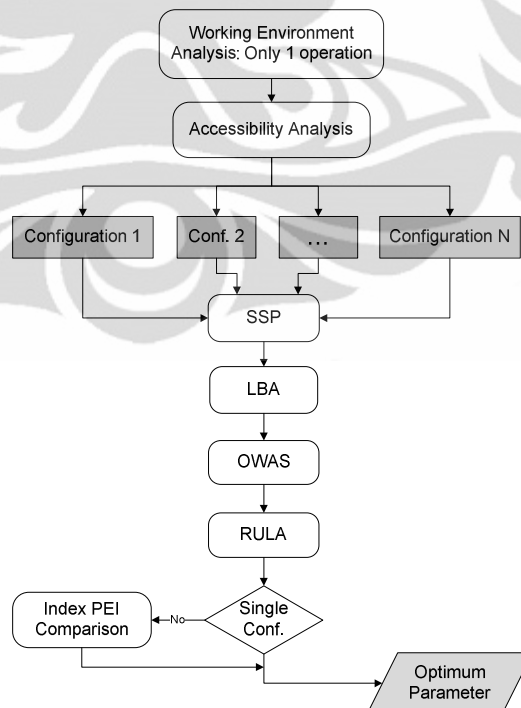 Working Environment
Analysis: Only 1 operation
Accessibility Analysis
Configuration 1
Conf. 2
...
Configuration N
SSP
LBA
OWAS
RULA
Single
Conf.
No
Index PEI
Comparison
Optimum
Parameter